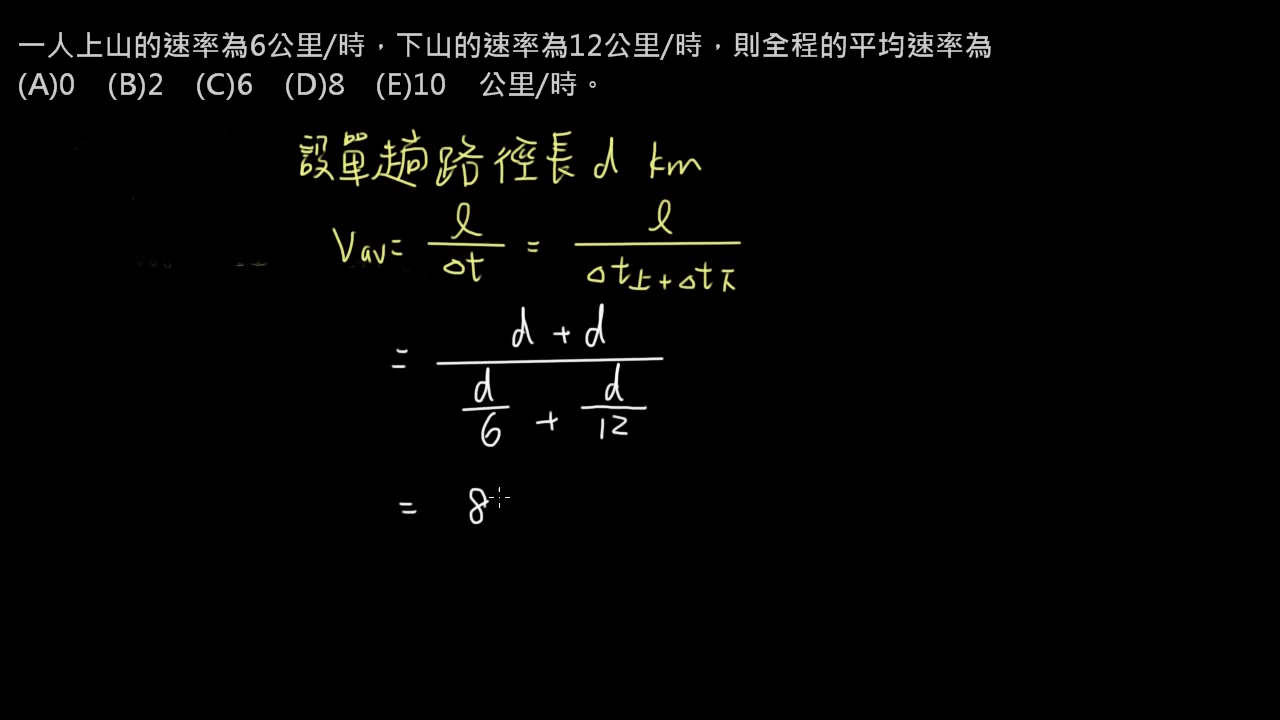 一人上山的速率為6公里/時，下山的速率為12公里/時，則全程的平均速率為
(A)0 (B)2 (C)6 (D)8 (E)10 公里/時。
設單趟路徑長 d km
Vav = ℓ/Δt = ℓ/(Δt上+Δt下)
= (d + d)/(d/6 + d/12)
= 8